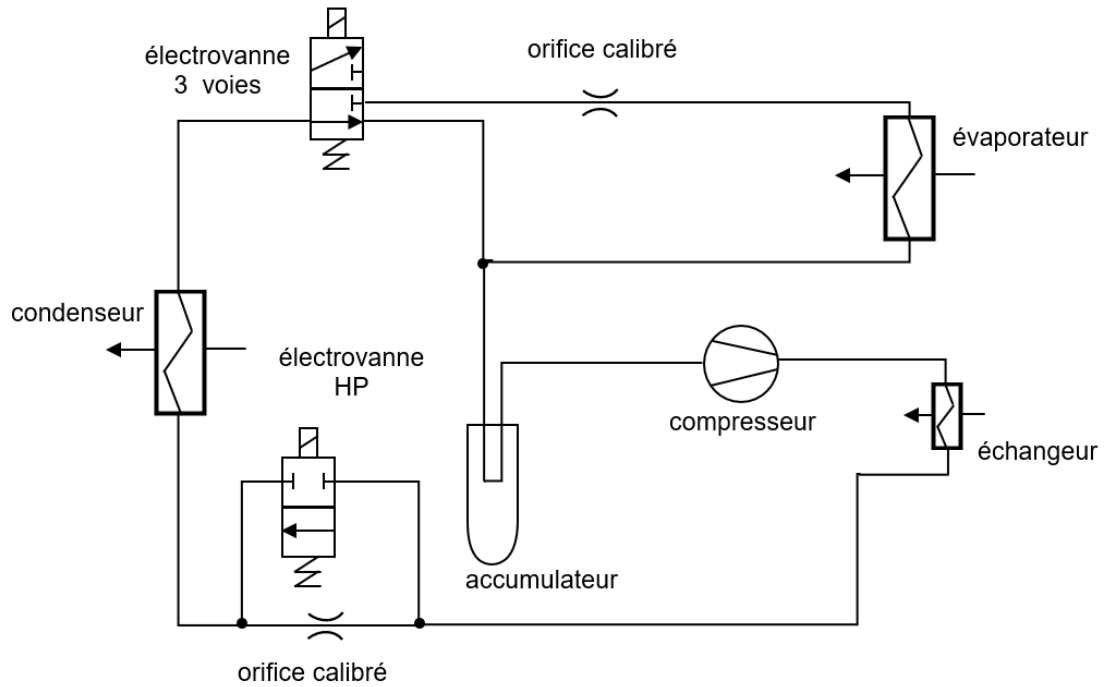 électrovanne
3 voies
orifice calibré
évaporateur
condenseur
électrovanne
HP
compresseur
échangeur
accumulateur
orifice calibré